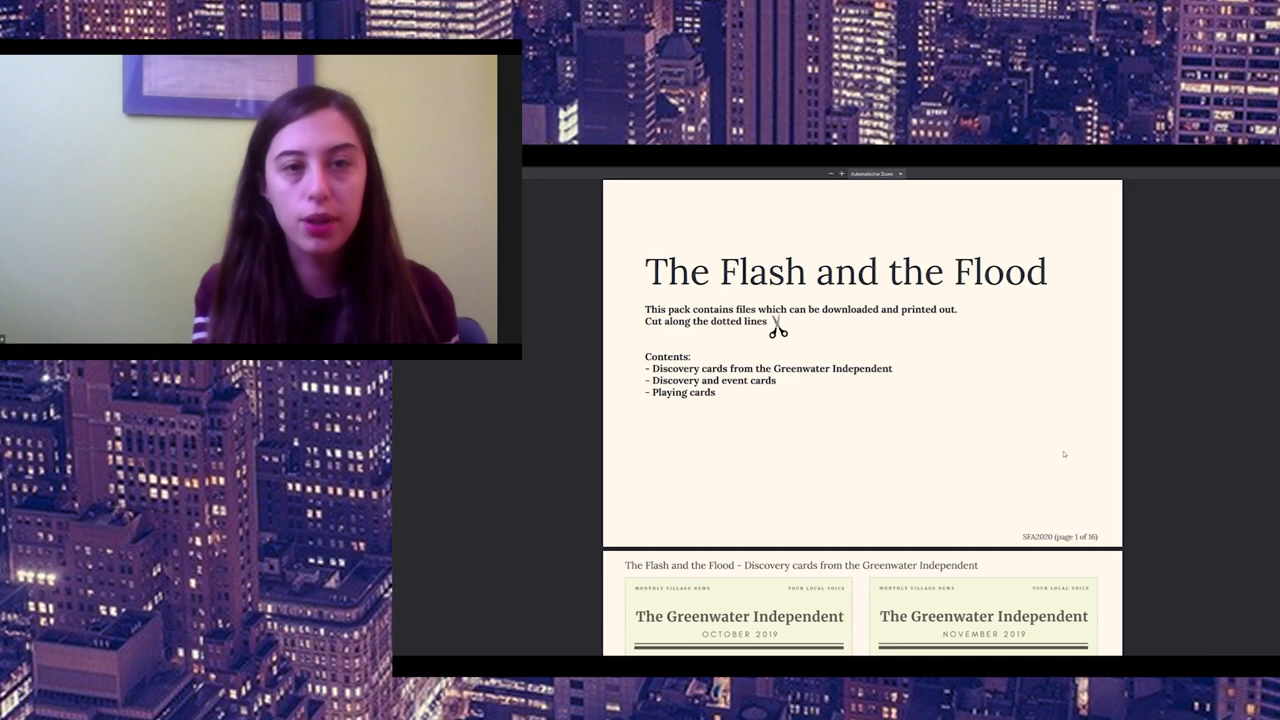 Automatischer Zoom
The Flash and the Flood
This pack contains files which can be downloaded and printed out.
Cut along the dotted lines
Contents:
- Discovery cards from the Greenwater Independent
- Discovery and event cards
- Playing cards
SFA2020 (page 1 of 16)
The Flash and the Flood - Discovery cards from the Greenwater Independent
MONTHLY VILLAGE NEWS YOUR LOCAL VOICE
The Greenwater Independent
OCTOBER 2019
MONTHLY VILLAGE NEWS YOUR LOCAL VOICE
The Greenwater Independent
NOVEMBER 2019